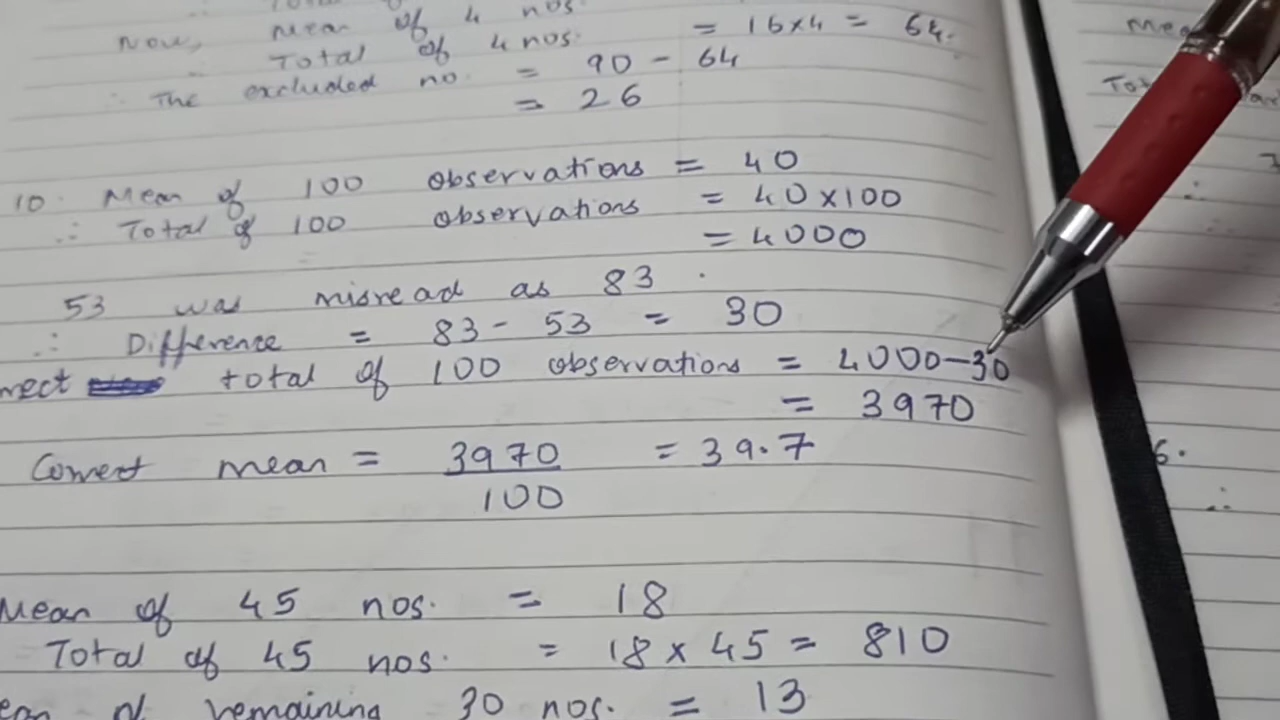 Now, Mean of 4 nos.
Total of 4 nos. = 16x4 = 64.
∴ The excluded no. = 90 - 64
= 26
10. Mean of 100 observations = 40
∴ Total of 100 observations = 40x100
= 4000
53 was misread as 83.
∴ Difference = 83 - 53 = 30
total of 100 observations = 4000-30
= 3970
Correct mean = 3970/100 = 39.7
Mean of 45 nos. = 18
Total of 45 nos. = 18 x 45 = 810
of remaining 30 nos. = 13
6.
∴